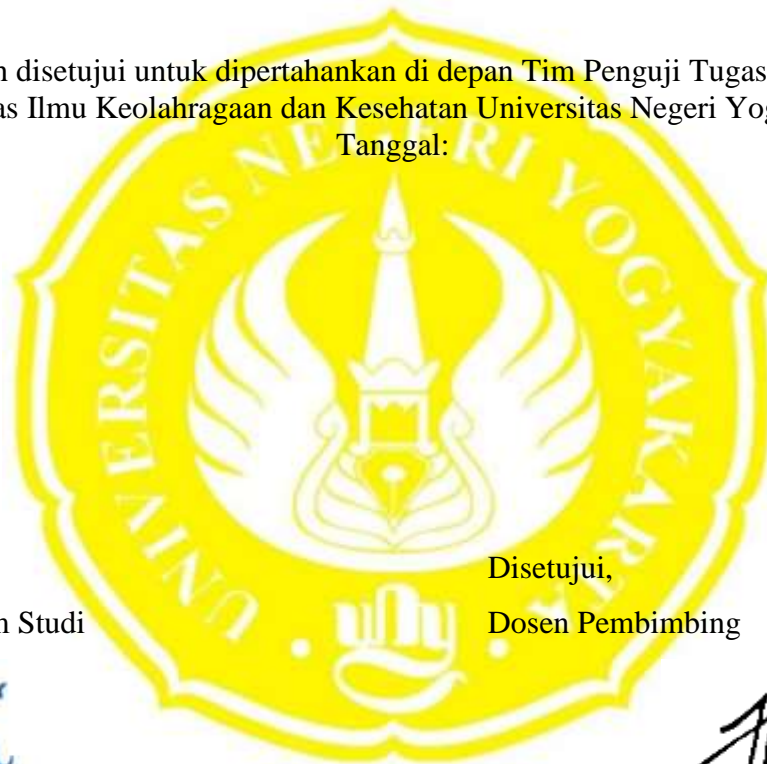 n disetujui untuk dipertahankan di depan Tim Penguji Tugas
as Ilmu Keolahragaan dan Kesehatan Universitas Negeri Yog
Tanggal:
UNIVERSITAS NEGERI YOGYAKARTA
Disetujui,
n Studi Dosen Pembimbing
uny